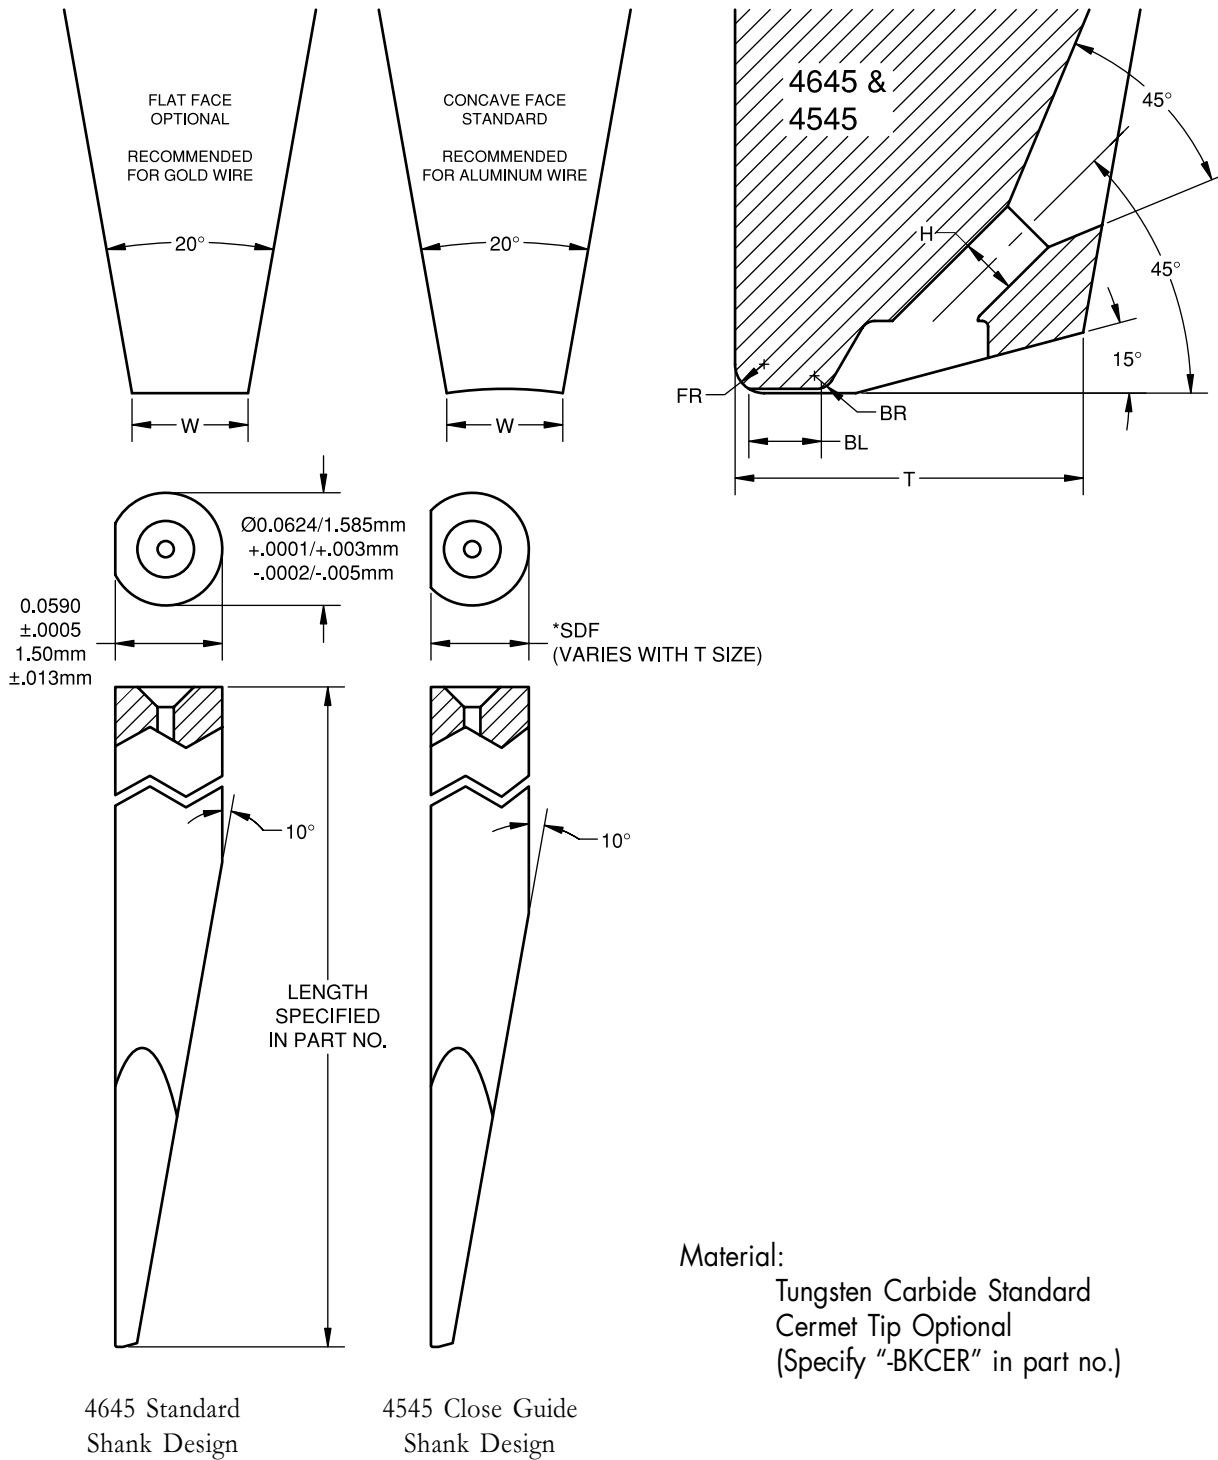 FLAT FACE
OPTIONAL
RECOMMENDED
FOR GOLD WIRE
20°
W
CONCAVE FACE
STANDARD
RECOMMENDED
FOR ALUMINUM WIRE
20°
W
4645 &
4545
45°
H
45°
15°
FR
BR
BL
T
Ø0.0624/1.585mm
+.0001/+.003mm
-.0002/-.005mm
0.0590
±.0005
1.50mm
±.013mm
*SDF
(VARIES WITH T SIZE)
10°
10°
LENGTH
SPECIFIED
IN PART NO.
Material:
Tungsten Carbide Standard
Cermet Tip Optional
(Specify “-BKCER” in part no.)
4645 Standard
Shank Design
4545 Close Guide
Shank Design